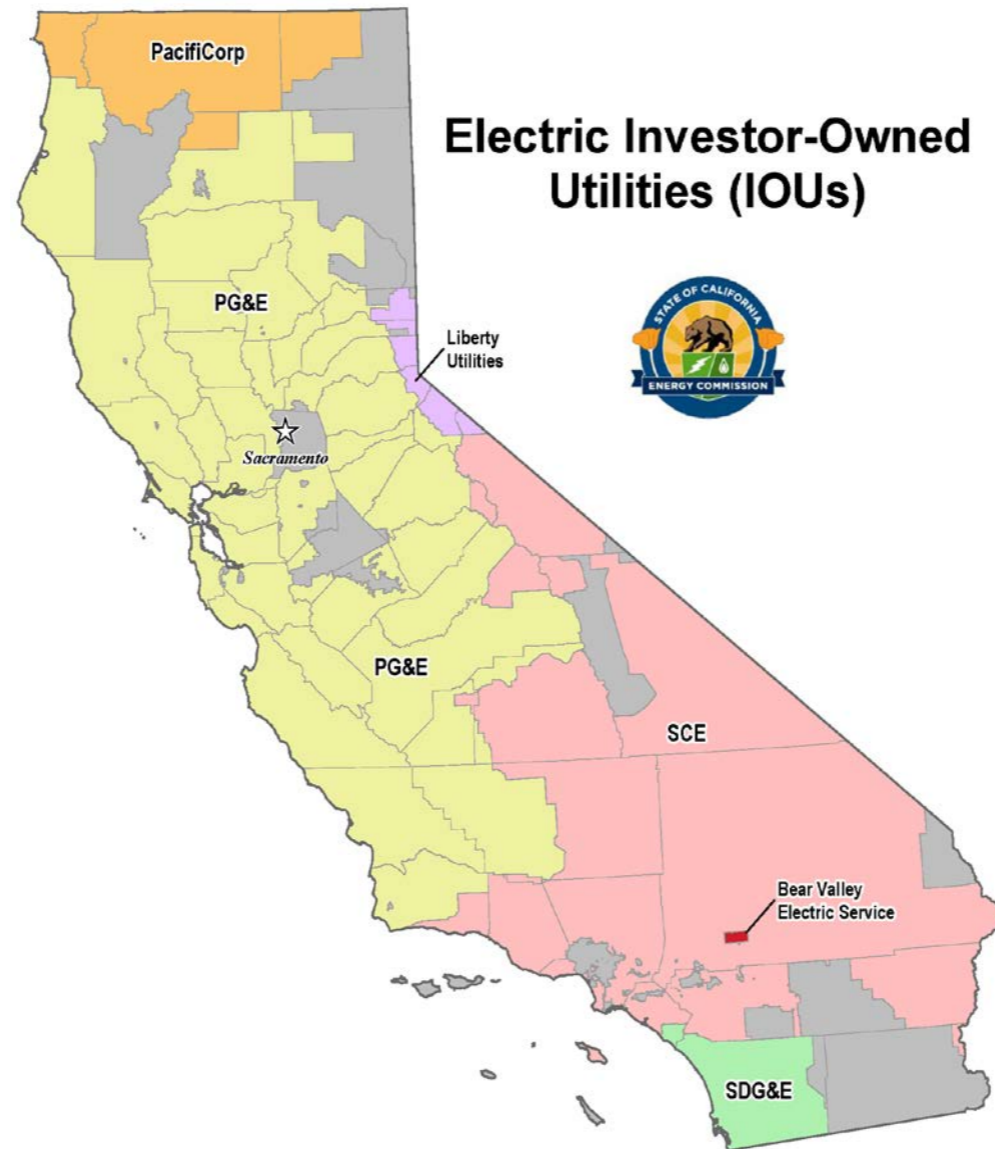 PacifiCorp
Electric Investor-Owned
Utilities (IOUs)
STATE OF CALIFORNIA
ENERGY COMMISSION
PG&E
Liberty
Utilities
Sacramento
PG&E
SCE
Bear Valley
Electric Service
SDG&E